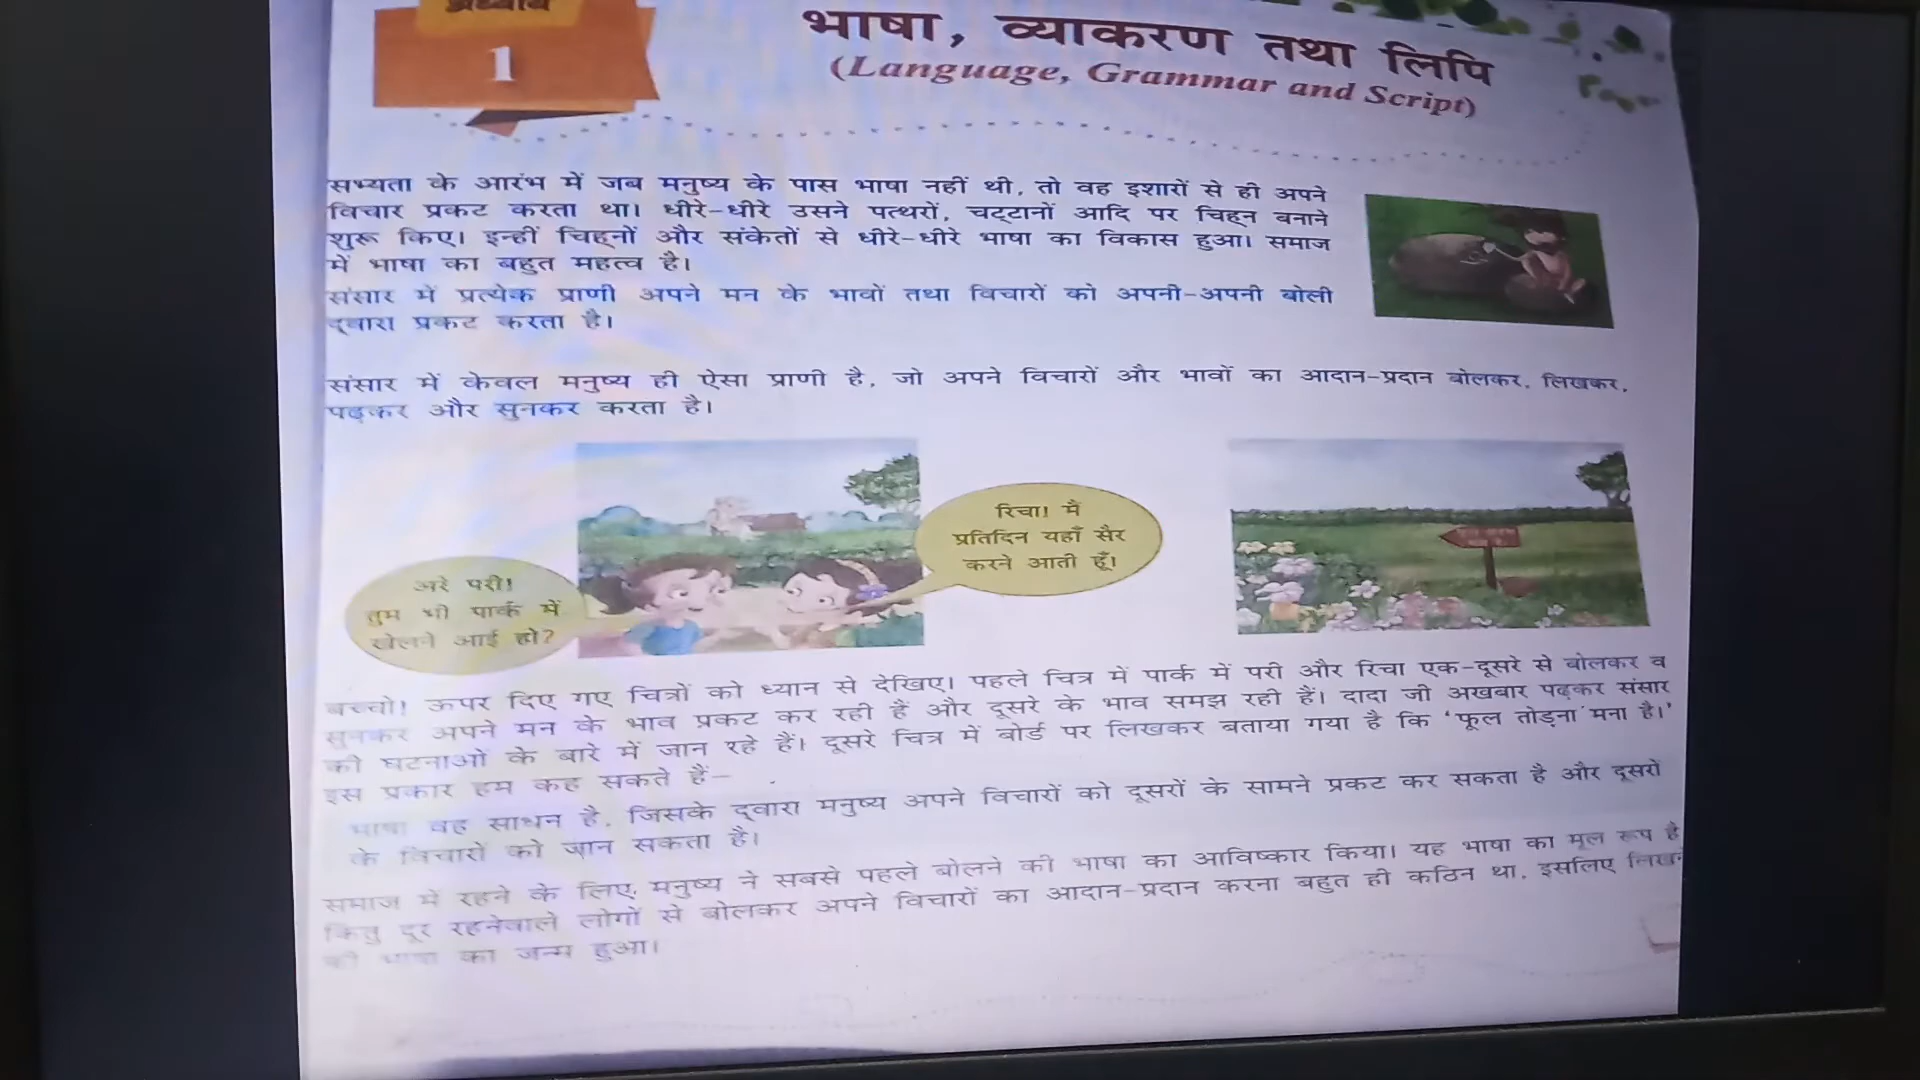 अध्याय
1
भाषा, व्याकरण तथा लिपि
(Language, Grammar and Script)
सभ्यता के आरंभ में जब मनुष्य के पास भाषा नहीं थी, तो वह इशारों से ही अपने
विचार प्रकट करता था। धीरे-धीरे उसने पत्थरों, चट्टानों आदि पर चिह्न बनाने
शुरू किए। इन्हीं चिह्नों और संकेतों से धीरे-धीरे भाषा का विकास हुआ। समाज
में भाषा का बहुत महत्व है।
संसार में प्रत्येक प्राणी अपने मन के भावों तथा विचारों को अपनी-अपनी बोली
द्वारा प्रकट करता है।
संसार में केवल मनुष्य ही ऐसा प्राणी है, जो अपने विचारों और भावों का आदान-प्रदान बोलकर, लिखकर,
पढ़कर और सुनकर करता है।
रिचा! मैं
प्रतिदिन यहाँ सैर
करने आती हूँ।
अरे परी!
तुम भी पार्क में
खेलने आई हो?
बच्चो! ऊपर दिए गए चित्रों को ध्यान से देखिए। पहले चित्र में पार्क में परी और रिचा एक-दूसरे से बोलकर व
सुनकर अपने मन के भाव प्रकट कर रही हैं और दूसरे के भाव समझ रही हैं। दादा जी अखबार पढ़कर संसार
की घटनाओं के बारे में जान रहे हैं। दूसरे चित्र में बोर्ड पर लिखकर बताया गया है कि 'फूल तोड़ना मना है।'
इस प्रकार हम कह सकते हैं–
भाषा वह साधन है, जिसके द्वारा मनुष्य अपने विचारों को दूसरों के सामने प्रकट कर सकता है और दूसरों
के विचारों को जान सकता है।
समाज में रहने के लिए मनुष्य ने सबसे पहले बोलने की भाषा का आविष्कार किया। यह भाषा का मूल रूप है
किंतु दूर रहनेवाले लोगों से बोलकर अपने विचारों का आदान-प्रदान करना बहुत ही कठिन था, इसलिए
की भाषा का जन्म हुआ।